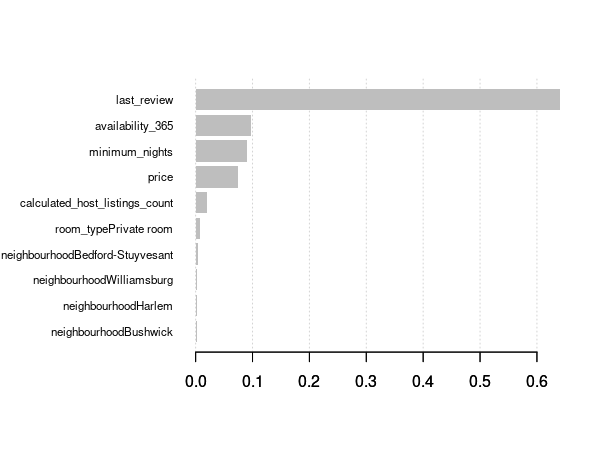 last_review
availability_365
minimum_nights
price
calculated_host_listings_count
room_typePrivate room
neighbourhoodBedford-Stuyvesant
neighbourhoodWilliamsburg
neighbourhoodHarlem
neighbourhoodBushwick
0.0 0.1 0.2 0.3 0.4 0.5 0.6